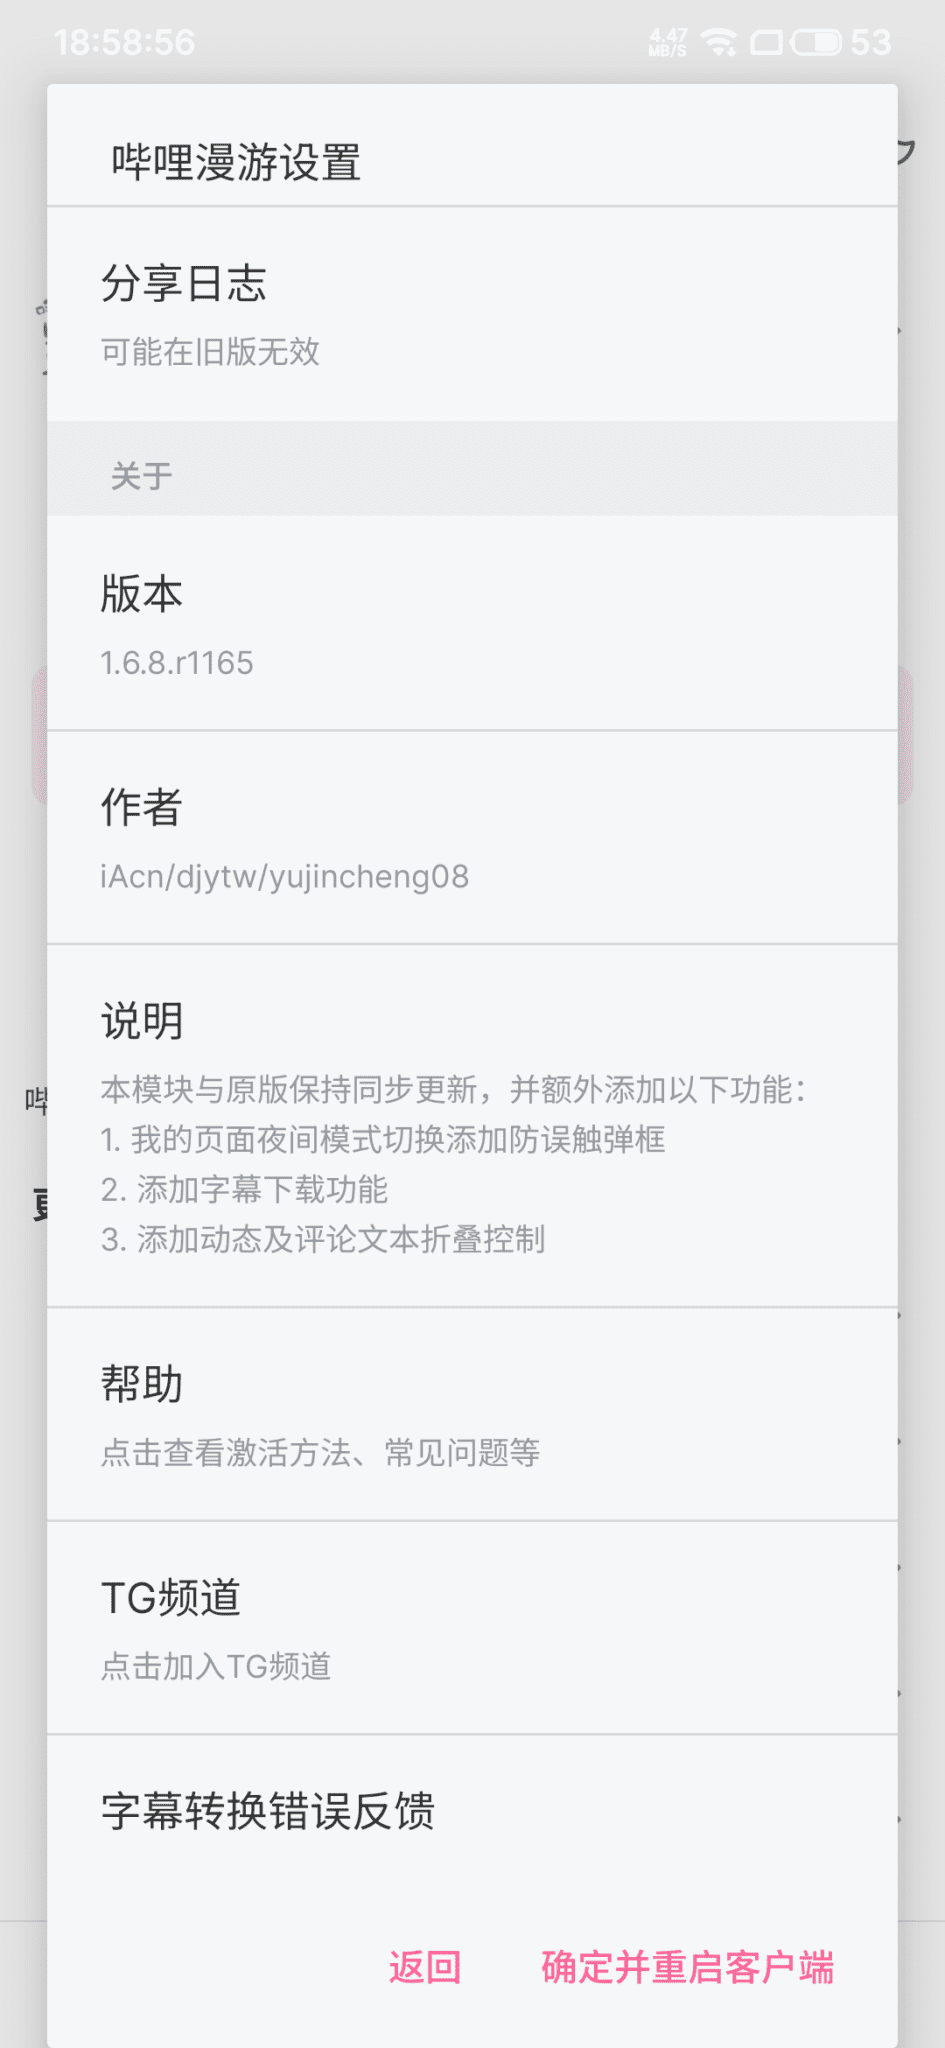 18:58:56
4.47
MB/S
53
哔哩漫游设置
分享日志
可能在旧版无效
关于
版本
1.6.8.r1165
作者
iAcn/djytw/yujincheng08
说明
本模块与原版保持同步更新，并额外添加以下功能：
1. 我的页面夜间模式切换添加防误触弹框
2. 添加字幕下载功能
3. 添加动态及评论文本折叠控制
帮助
点击查看激活方法、常见问题等
TG频道
点击加入TG频道
字幕转换错误反馈
返回
确定并重启客户端
哔